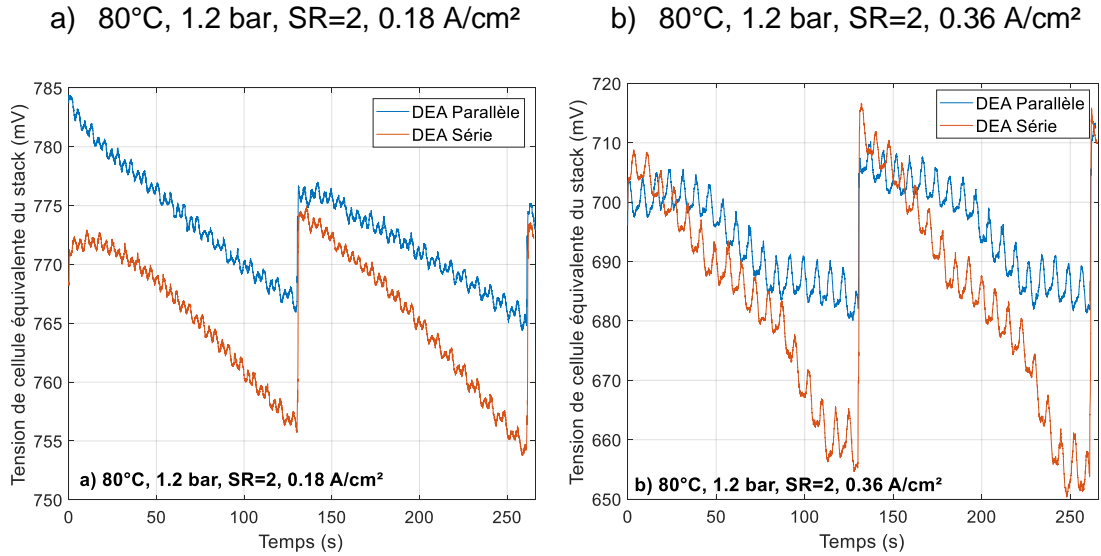 a) 80°C, 1.2 bar, SR=2, 0.18 A/cm²
785
780
775
770
765
760
755
750
0 50 100 150 200 250
Tension de cellule équivalente du stack (mV)
Temps (s)
DEA Parallèle
DEA Série
a) 80°C, 1.2 bar, SR=2, 0.18 A/cm²
b) 80°C, 1.2 bar, SR=2, 0.36 A/cm²
720
710
700
690
680
670
660
650
0 50 100 150 200 250
Tension de cellule équivalente du stack (mV)
Temps (s)
DEA Parallèle
DEA Série
b) 80°C, 1.2 bar, SR=2, 0.36 A/cm²